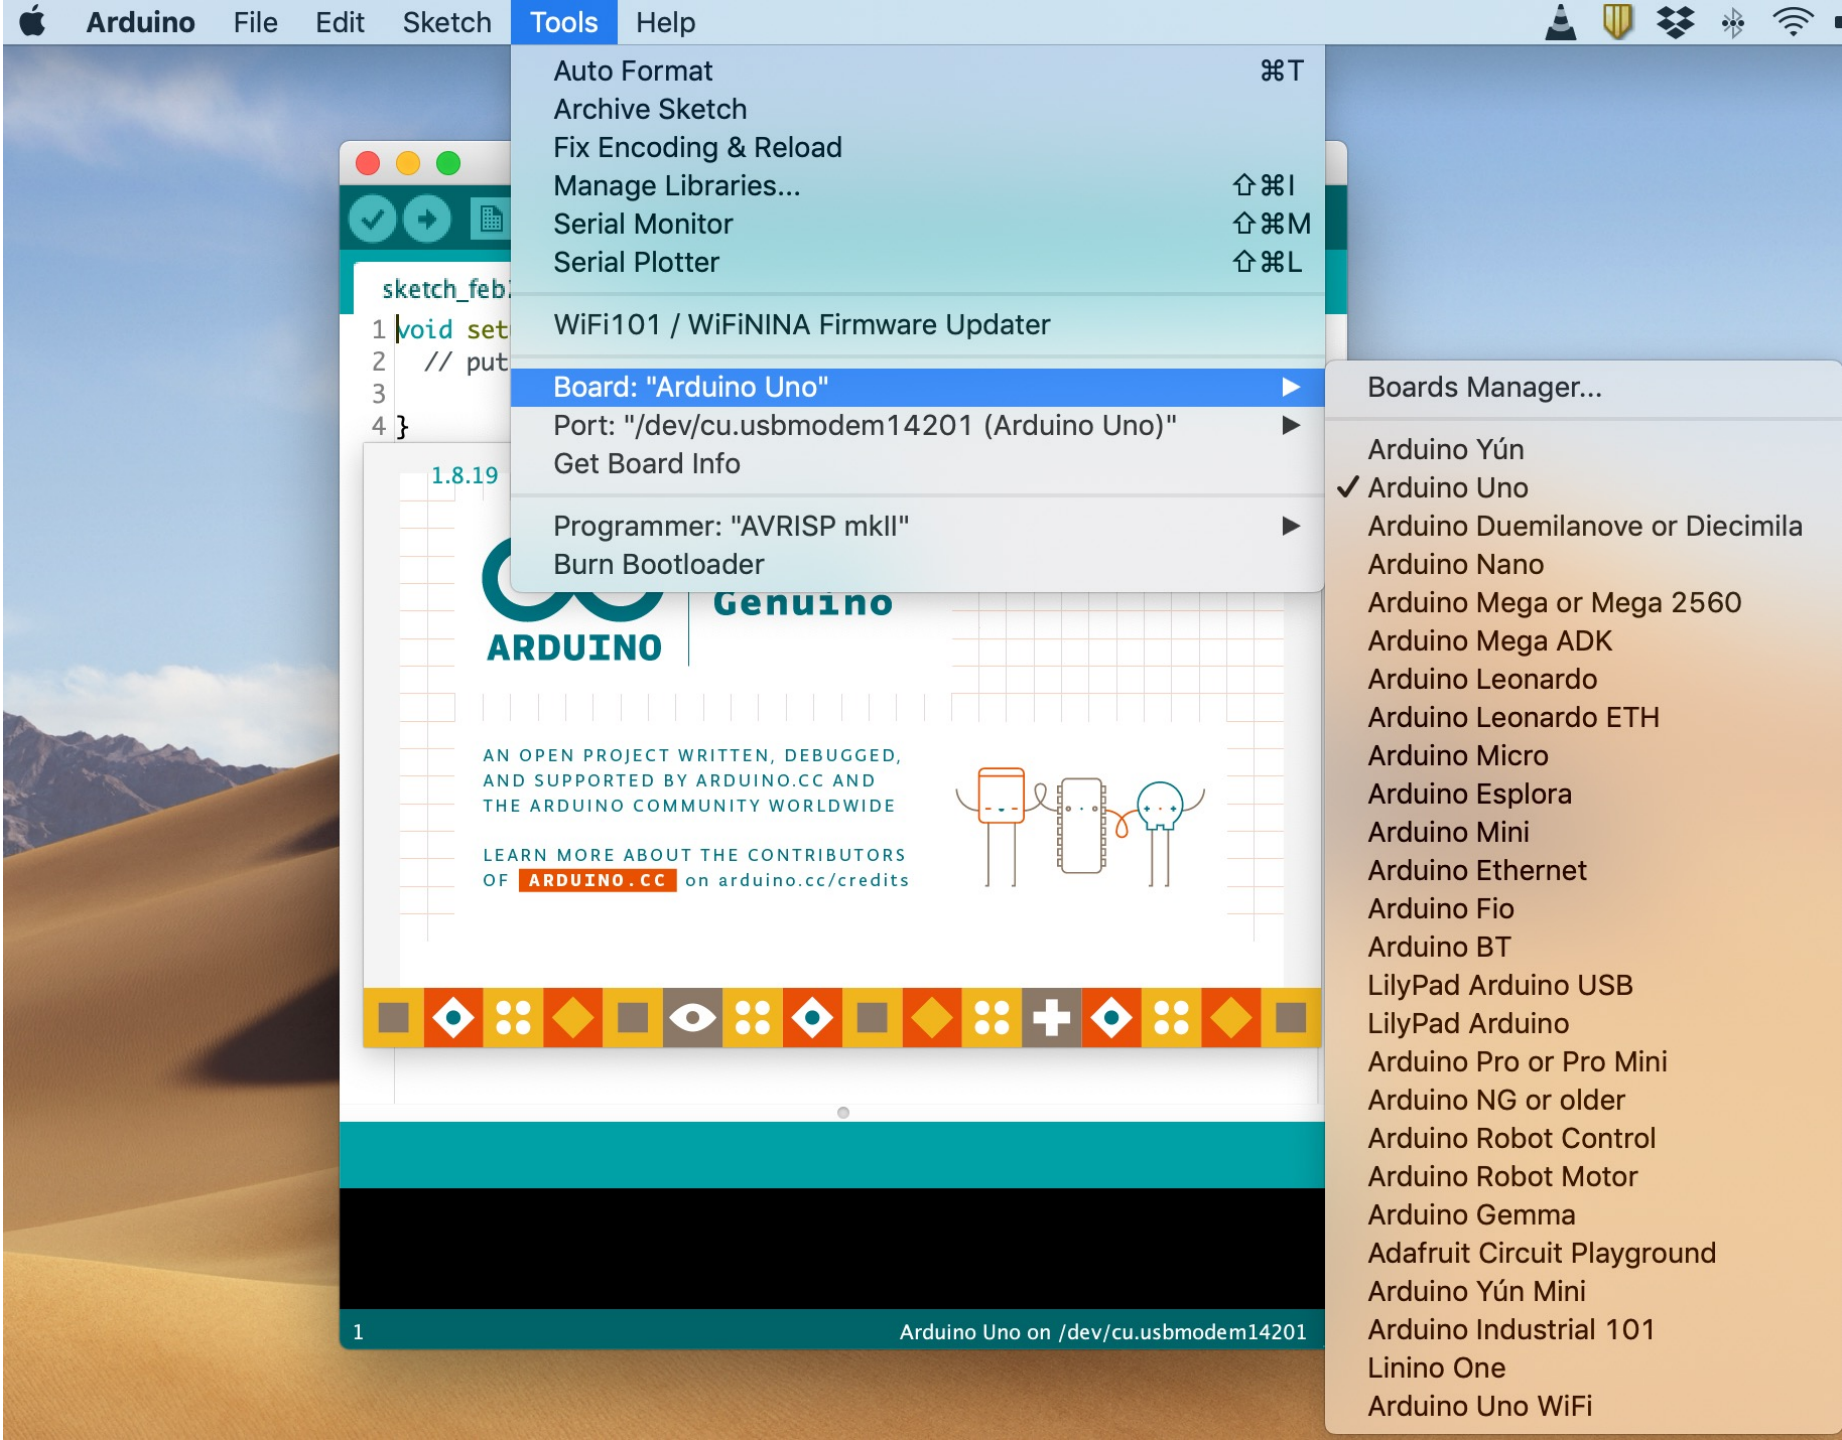 Arduino File Edit Sketch Tools Help
Auto Format ⌘T
Archive Sketch
Fix Encoding & Reload
Manage Libraries... ⇧⌘I
Serial Monitor ⇧⌘M
Serial Plotter ⇧⌘L
WiFi101 / WiFiNINA Firmware Updater
Board: "Arduino Uno"
Port: "/dev/cu.usbmodem14201 (Arduino Uno)"
Get Board Info
Programmer: "AVRISP mkII"
Burn Bootloader
Boards Manager...
Arduino Yún
✓ Arduino Uno
Arduino Duemilanove or Diecimila
Arduino Nano
Arduino Mega or Mega 2560
Arduino Mega ADK
Arduino Leonardo
Arduino Leonardo ETH
Arduino Micro
Arduino Esplora
Arduino Mini
Arduino Ethernet
Arduino Fio
Arduino BT
LilyPad Arduino USB
LilyPad Arduino
Arduino Pro or Pro Mini
Arduino NG or older
Arduino Robot Control
Arduino Robot Motor
Arduino Gemma
Adafruit Circuit Playground
Arduino Yún Mini
Arduino Industrial 101
Linino One
Arduino Uno WiFi
sketch_feb
1 void set
2 // put
3
4 }
1.8.19
Genuino
ARDUINO
AN OPEN PROJECT WRITTEN, DEBUGGED,
AND SUPPORTED BY ARDUINO.CC AND
THE ARDUINO COMMUNITY WORLDWIDE
LEARN MORE ABOUT THE CONTRIBUTORS
OF ARDUINO.CC on arduino.cc/credits
1 Arduino Uno on /dev/cu.usbmodem14201